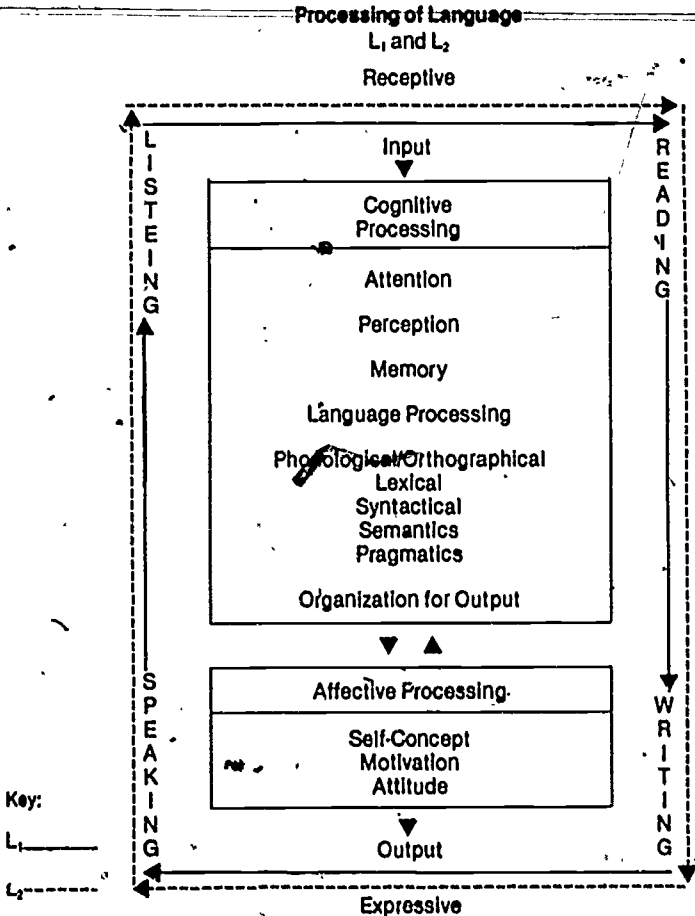 Processing of Language
L₁ and L₂
Receptive
LISTEING
READING
Input
Cognitive
Processing
Attention
Perception
Memory
Language Processing
Phonological/Orthographical
Lexical
Syntactical
Semantics
Pragmatics
Organization for Output
Affective Processing
Self-Concept
Motivation
Attitude
SPEAKING
WRITING
Key:
L₁
L₂
Output
Expressive